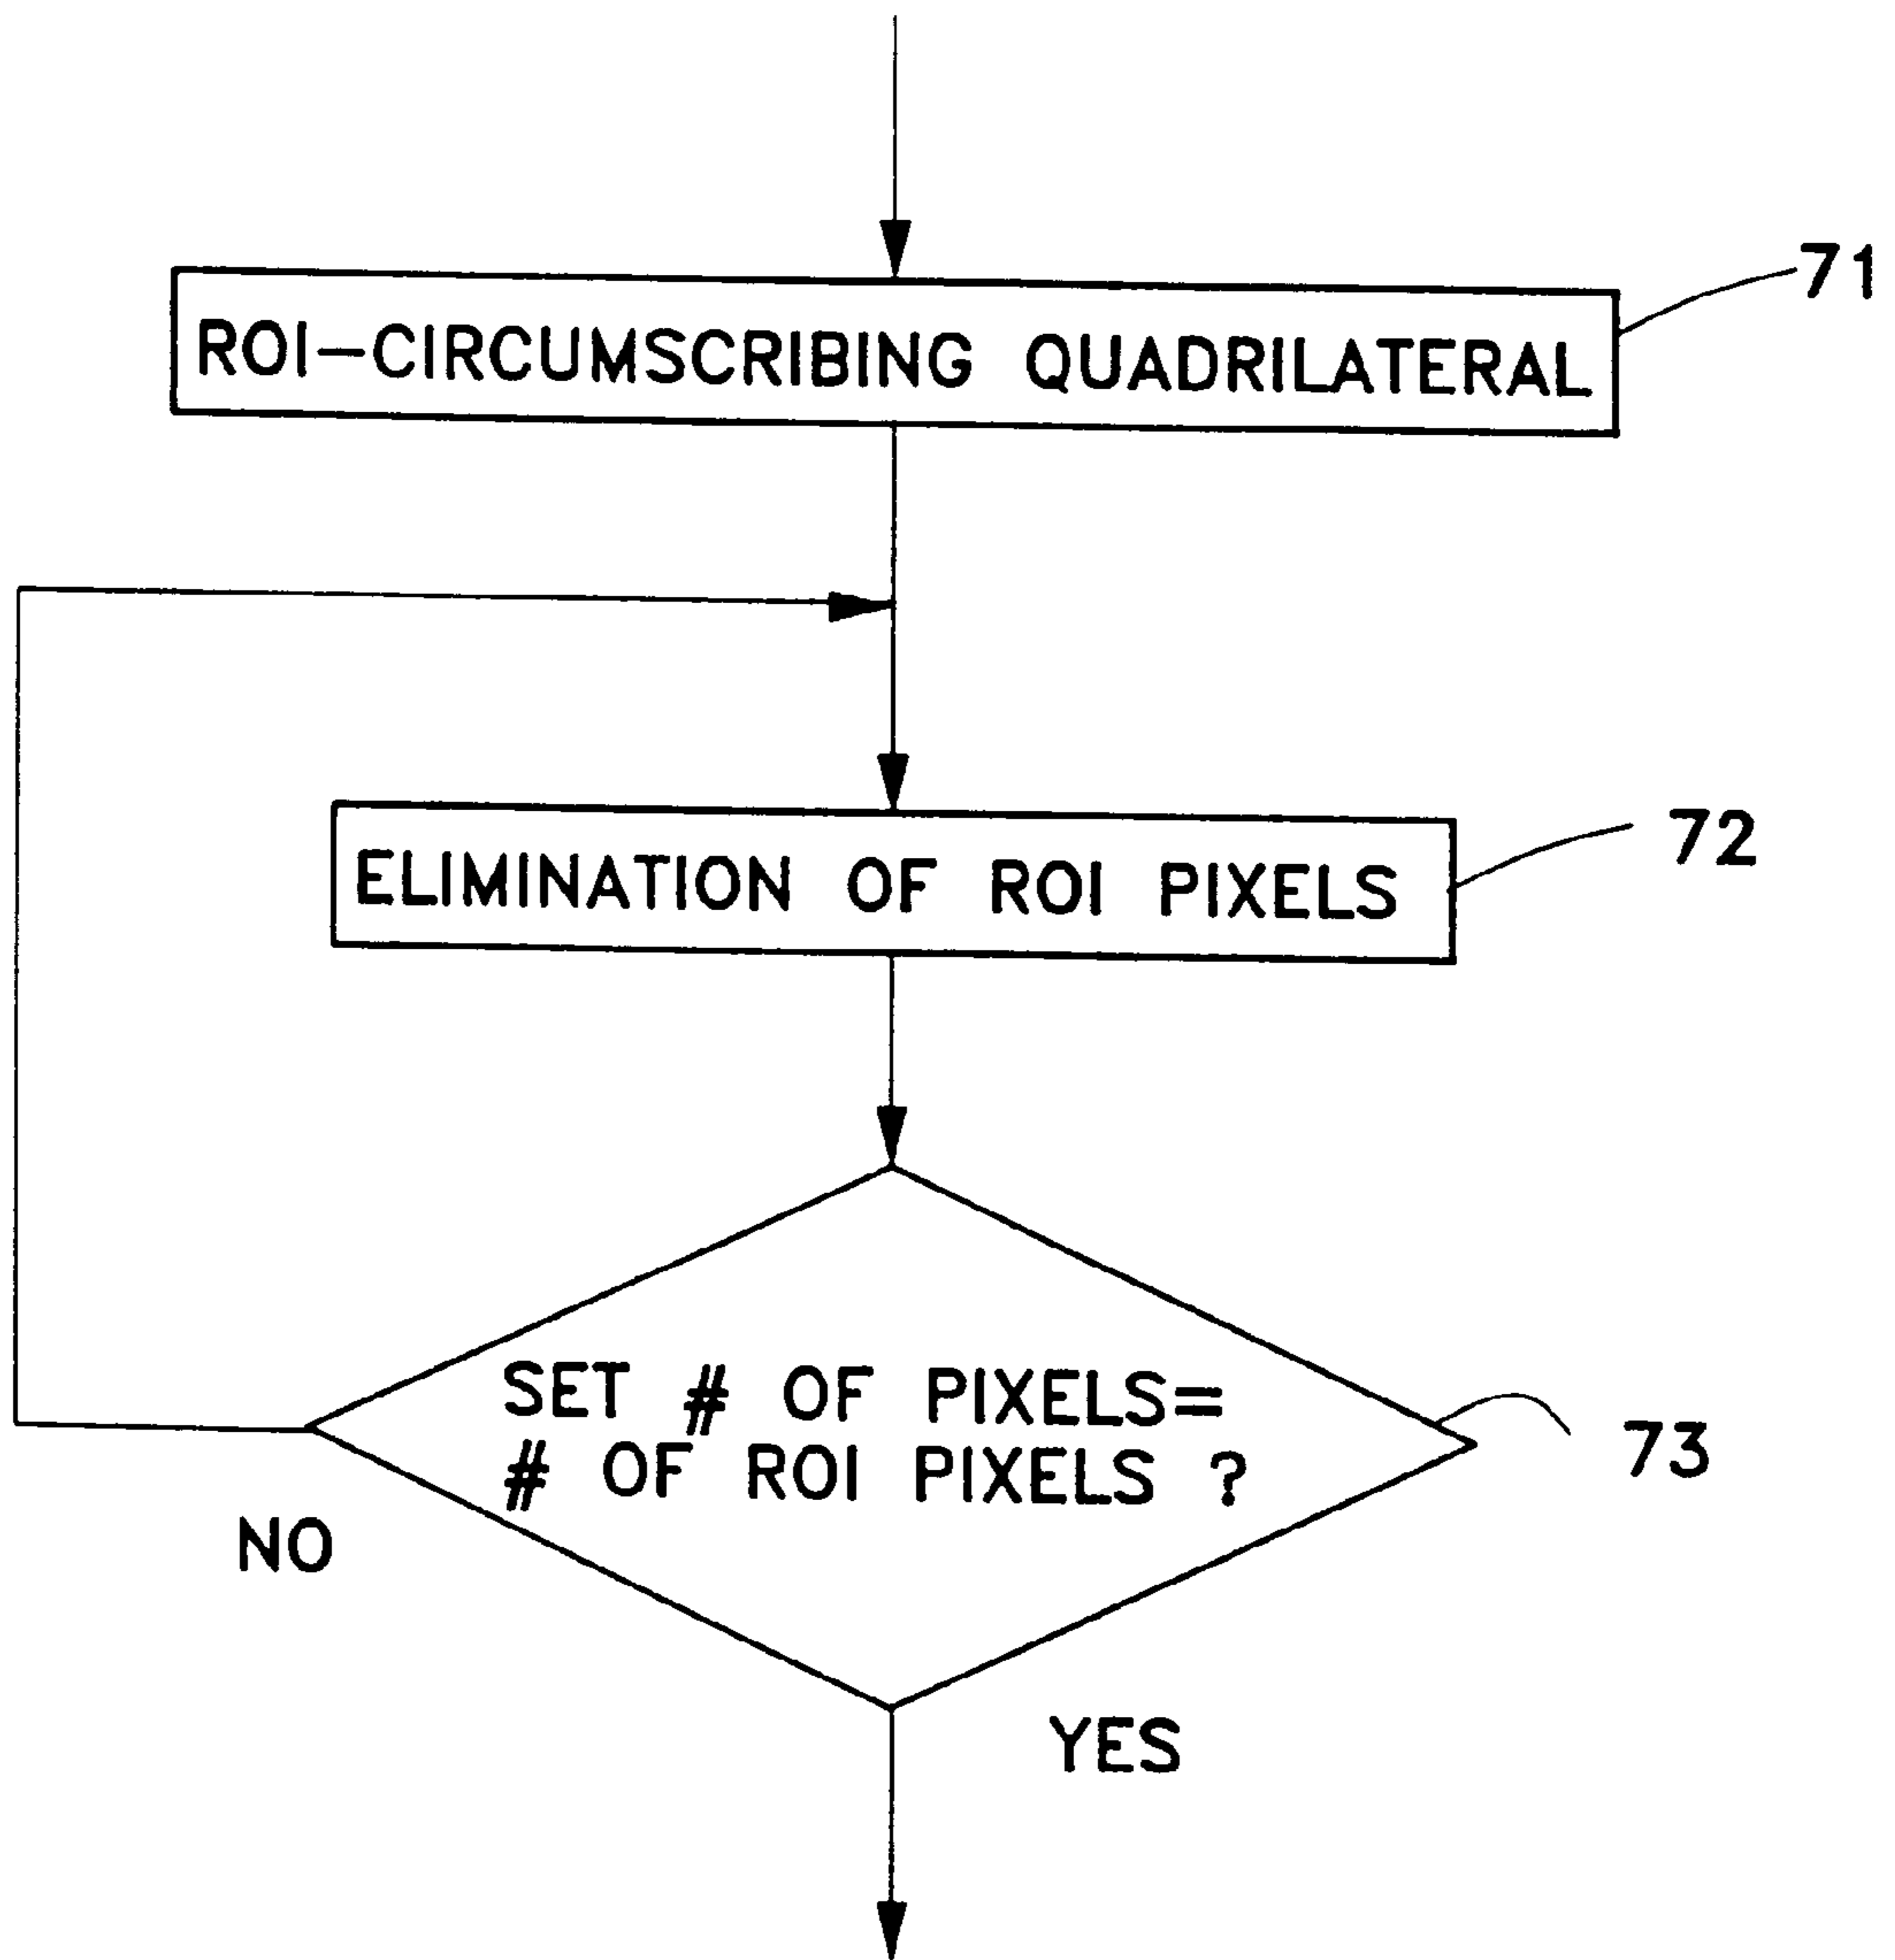 71
ROI-CIRCUMSCRIBING QUADRILATERAL
72
ELIMINATION OF ROI PIXELS
SET # OF PIXELS=
# OF ROI PIXELS ?
73
NO
YES